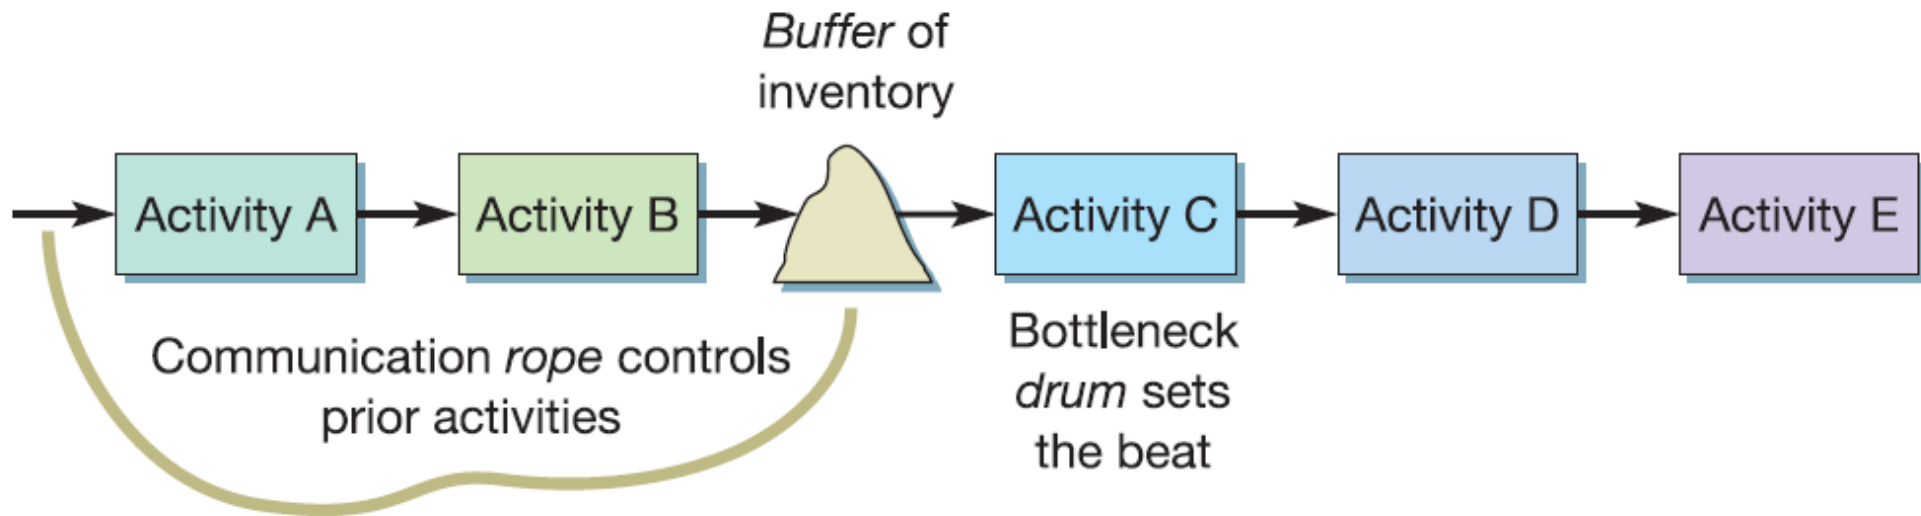 Buffer of
inventory
Activity A
Activity B
Activity C
Activity D
Activity E
Communication rope controls
prior activities
Bottleneck
drum sets
the beat